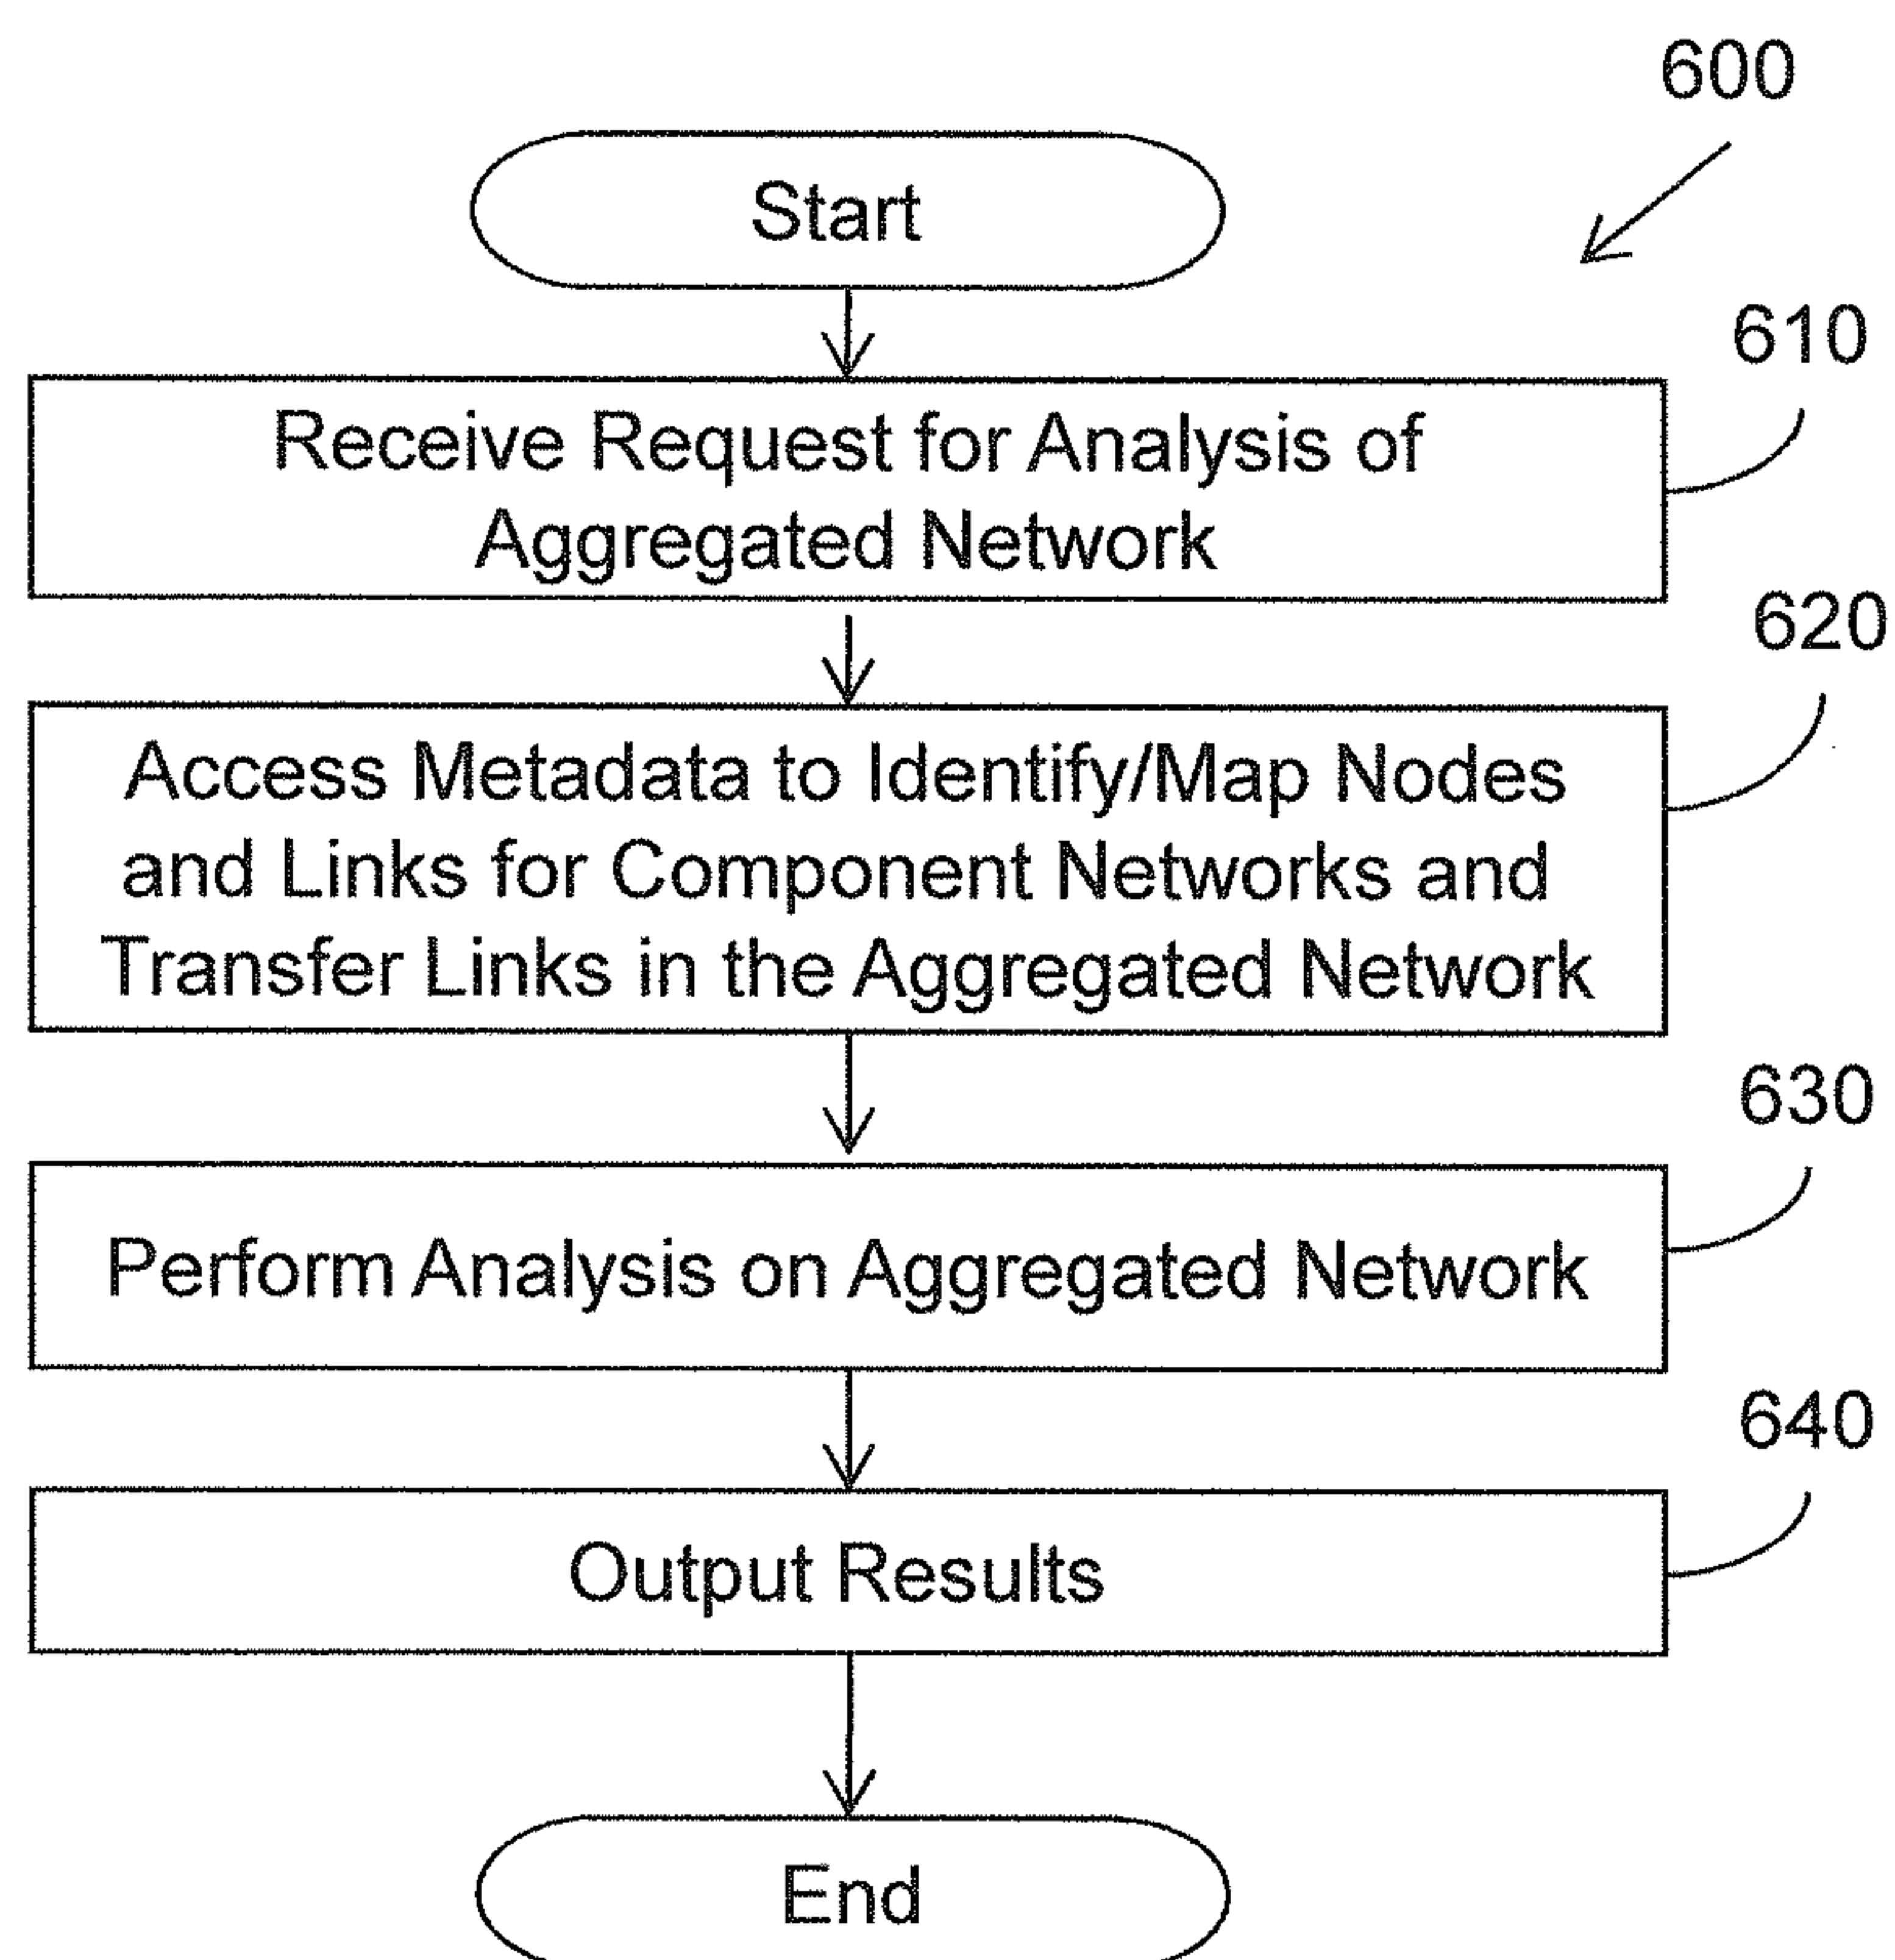 600
Start
610
Receive Request for Analysis of
Aggregated Network
620
Access Metadata to Identify/Map Nodes
and Links for Component Networks and
Transfer Links in the Aggregated Network
630
Perform Analysis on Aggregated Network
640
Output Results
End